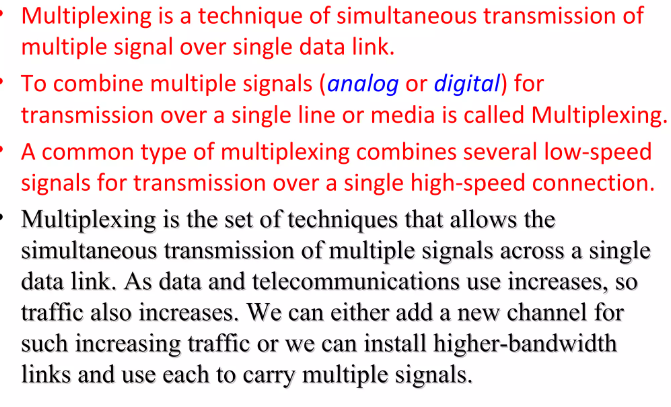 • Multiplexing is a technique of simultaneous transmission of
multiple signal over single data link.
• To combine multiple signals (analog or digital) for
transmission over a single line or media is called Multiplexing.
• A common type of multiplexing combines several low-speed
signals for transmission over a single high-speed connection.
• Multiplexing is the set of techniques that allows the
simultaneous transmission of multiple signals across a single
data link. As data and telecommunications use increases, so
traffic also increases. We can either add a new channel for
such increasing traffic or we can install higher-bandwidth
links and use each to carry multiple signals.